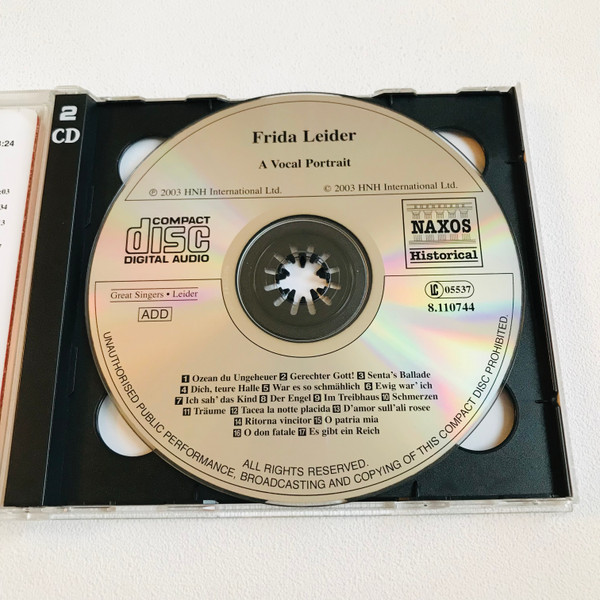 2
CD
:24
:03
34
3
Frida Leider
A Vocal Portrait
℗ 2003 HNH International Ltd.
© 2003 HNH International Ltd.
COMPACT
disc
DIGITAL AUDIO
NAXOS
Historical
Great Singers • Leider
ADD
LC 05537
8.110744
1 Ozean du Ungeheuer 2 Gerechter Gott! 3 Senta's Ballade
4 Dich, teure Halle 5 War es so schmählich 6 Ewig war' ich
7 Ich sah' das Kind 8 Der Engel 9 Im Treibhaus 10 Schmerzen
11 Träume 12 Tacea la notte placida 13 D'amor sull'ali rosee
14 Ritorna vincitor 15 O patria mia
16 O don fatale 17 Es gibt ein Reich
ALL RIGHTS RESERVED.
UNAUTHORISED PUBLIC PERFORMANCE, BROADCASTING AND COPYING OF THIS COMPACT DISC PROHIBITED.